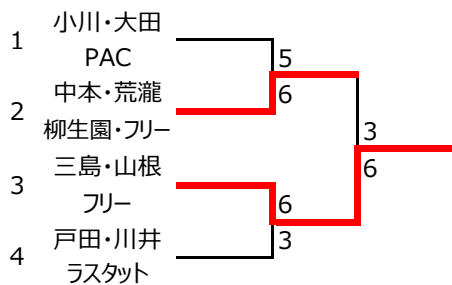 1
小川・大田
PAC
5
2
中本・荒瀧
6
柳生園・フリー
3
3
三島・山根
6
フリー
6
4
戸田・川井
3
ラスタット